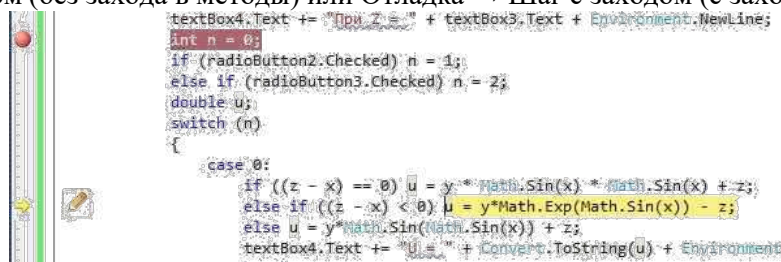 ом (без захода в методы) или Отладка → Шаг с заходом (с захо
textBox4.Text += "При Z = " + textBox3.Text + Environment.NewLine;
int n = 0;
if (radioButton2.Checked) n = 1;
else if (radioButton3.Checked) n = 2;
double u;
switch (n)
{
case 0:
if ((z - x) == 0) u = y * Math.Sin(x) * Math.Sin(x) + z;
else if ((z - x) < 0) u = y*Math.Exp(Math.Sin(x)) - z;
else u = y*Math.Sin(Math.Sin(x)) + z;
textBox4.Text += "U = " + Convert.ToString(u) + Environment